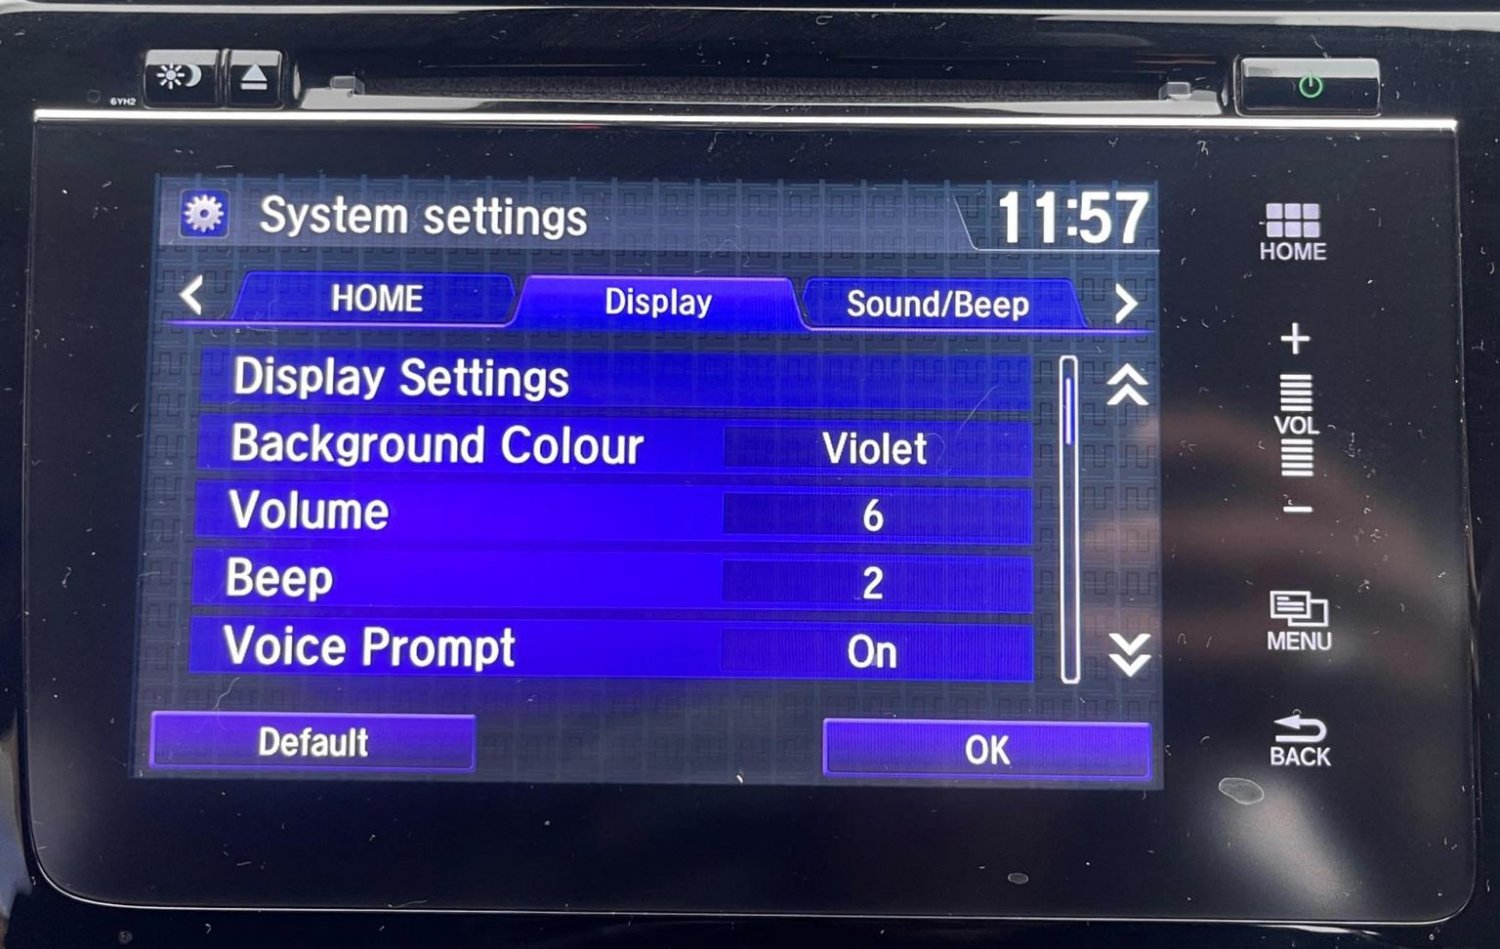 6YH2
System settings
11:57
HOME
Display
Sound/Beep
Display Settings
Background Colour
Violet
Volume
6
Beep
2
Voice Prompt
On
Default
OK
HOME
+
VOL
−
MENU
BACK